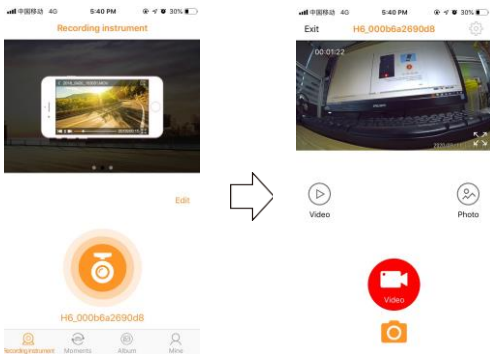 中国移动 4G 5:40 PM 30%
Recording instrument
Edit
H6_000b6a2690d8
Recording instrument Moments Album Mine
中国移动 4G 5:40 PM 30%
Exit H6_000b6a2690d8
00:01:22
Video Photo
Video